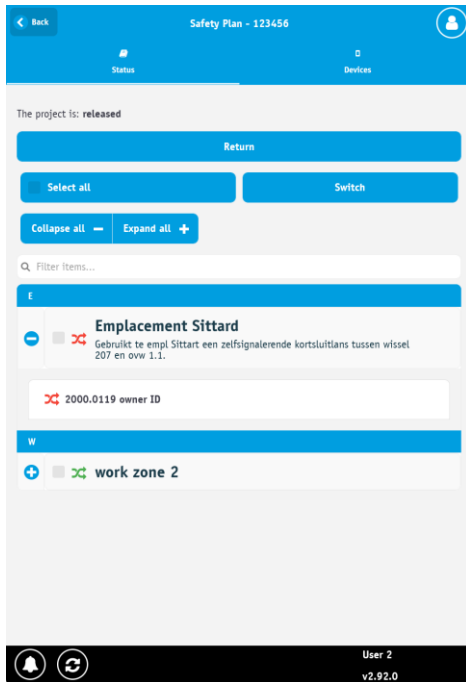 Back
Safety Plan - 123456
Status
Devices
The project is: released
Return
Select all
Switch
Collapse all
Expand all
Filter items...
E
Emplacement Sittard
Gebruikt te empl Sittart een zelfsignalerende kortsluitlans tussen wissel
207 en ovw 1.1.
2000.0119 owner ID
W
work zone 2
User 2
v2.92.0